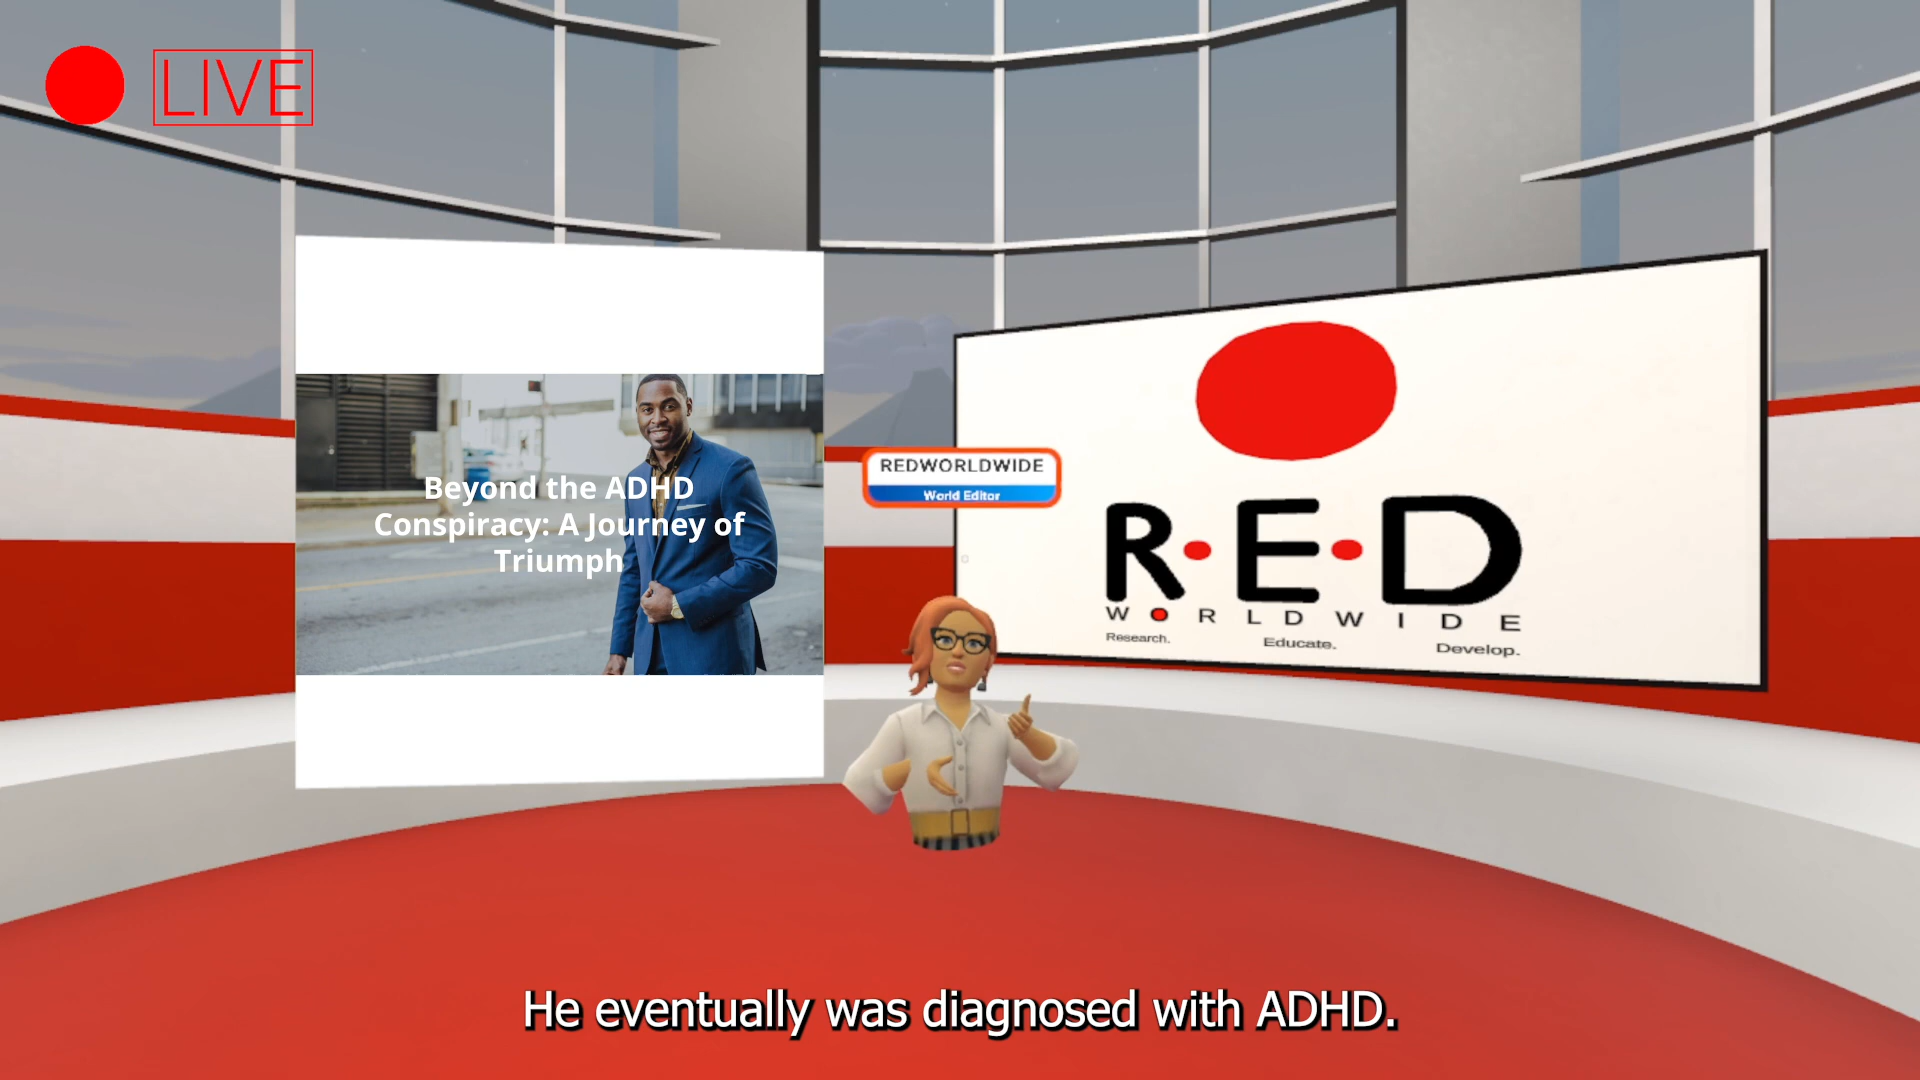 LIVE
Beyond the ADHD
Conspiracy: A Journey of
Triumph
REDWORLDWIDE
World Editor
R•E•D
WORLDWIDE
Research. Educate. Develop.
He eventually was diagnosed with ADHD.